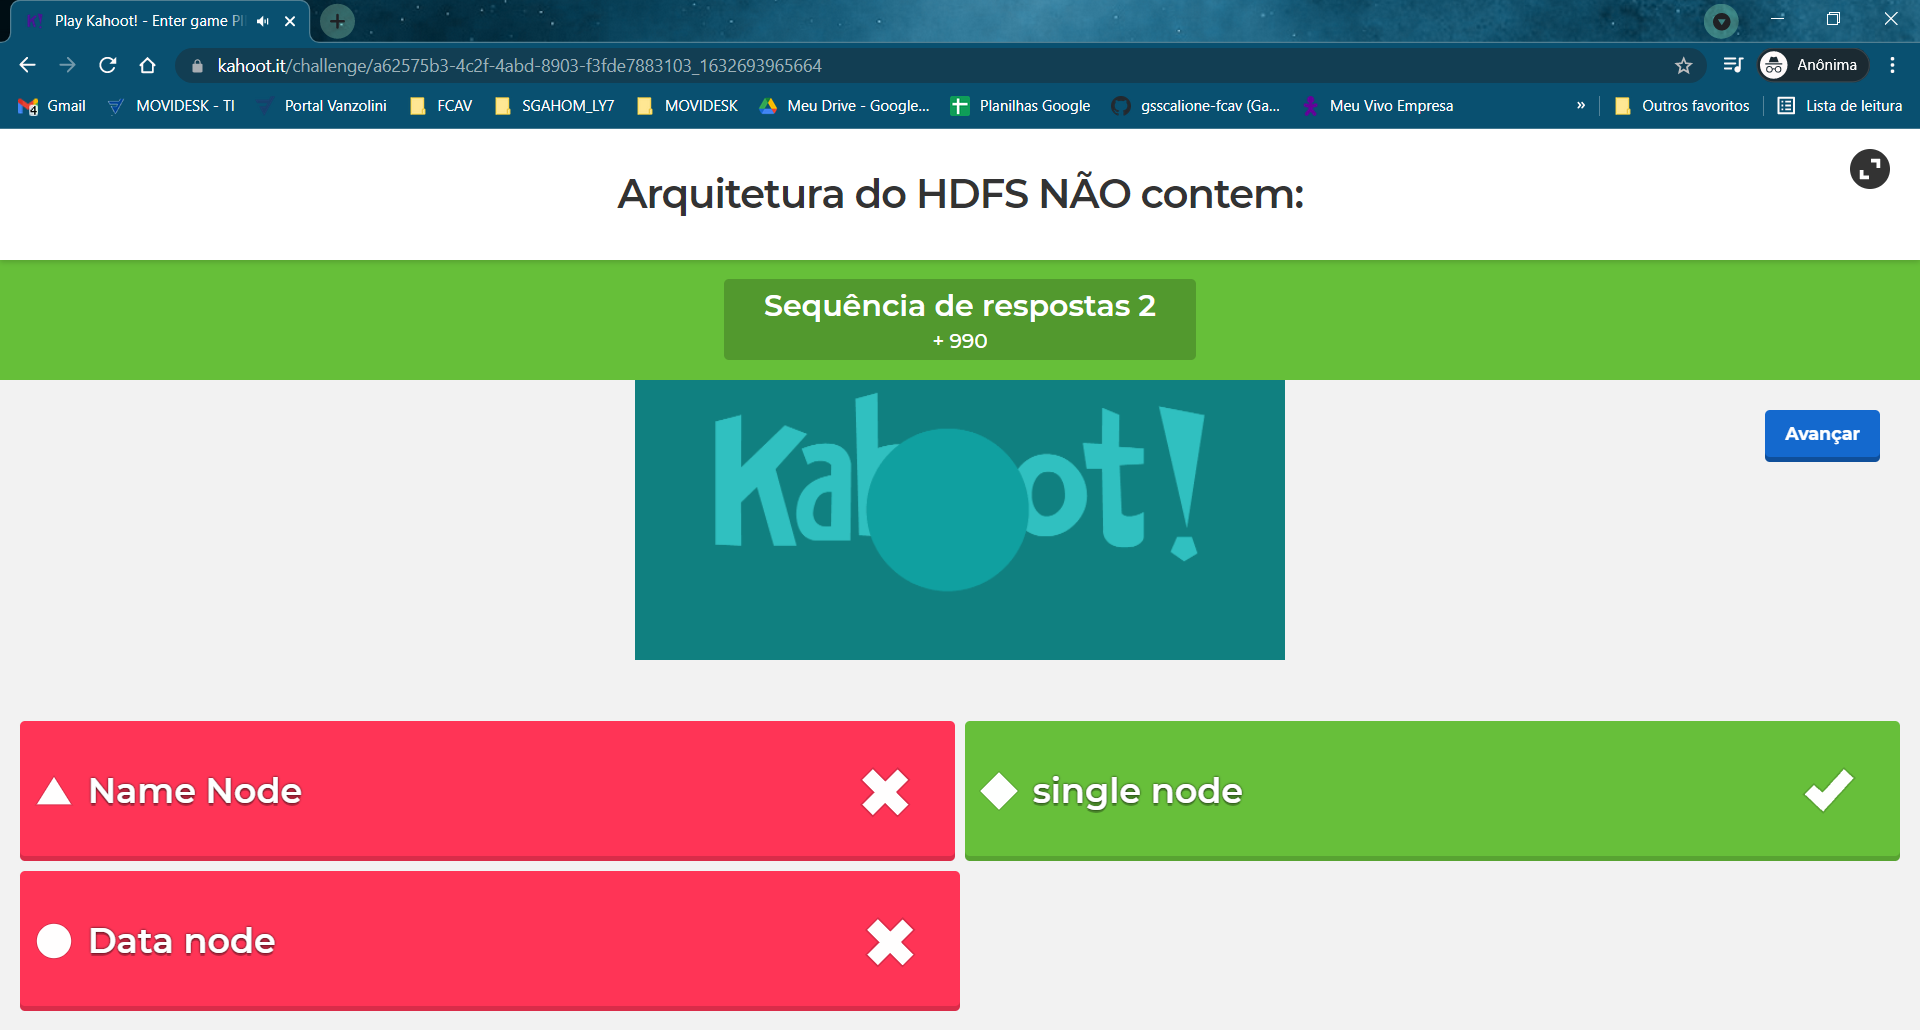 Play Kahoot! - Enter game
kahoot.it/challenge/a62575b3-4c2f-4abd-8903-f3fde7883103_1632693965664
Anônima
Gmail
MOVIDESK - TI
Portal Vanzolini
FCAV
SGAHOM_LY7
MOVIDESK
Meu Drive - Google...
Planilhas Google
gsscalione-fcav (Ga...
Meu Vivo Empresa
»
Outros favoritos
Lista de leitura
Arquitetura do HDFS NÃO contem:
Sequência de respostas 2
+ 990
Kahoot!
Avançar
Name Node
single node
Data node